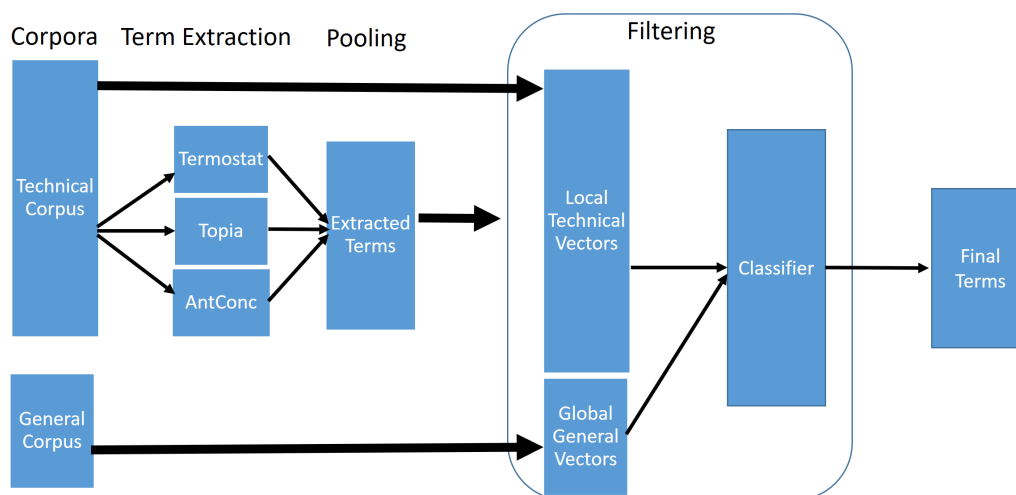 Corpora
Term Extraction
Pooling
Filtering
Technical
Corpus
Termostat
Topia
AntConc
Extracted
Terms
Local
Technical
Vectors
Classifier
Final
Terms
General
Corpus
Global
General
Vectors